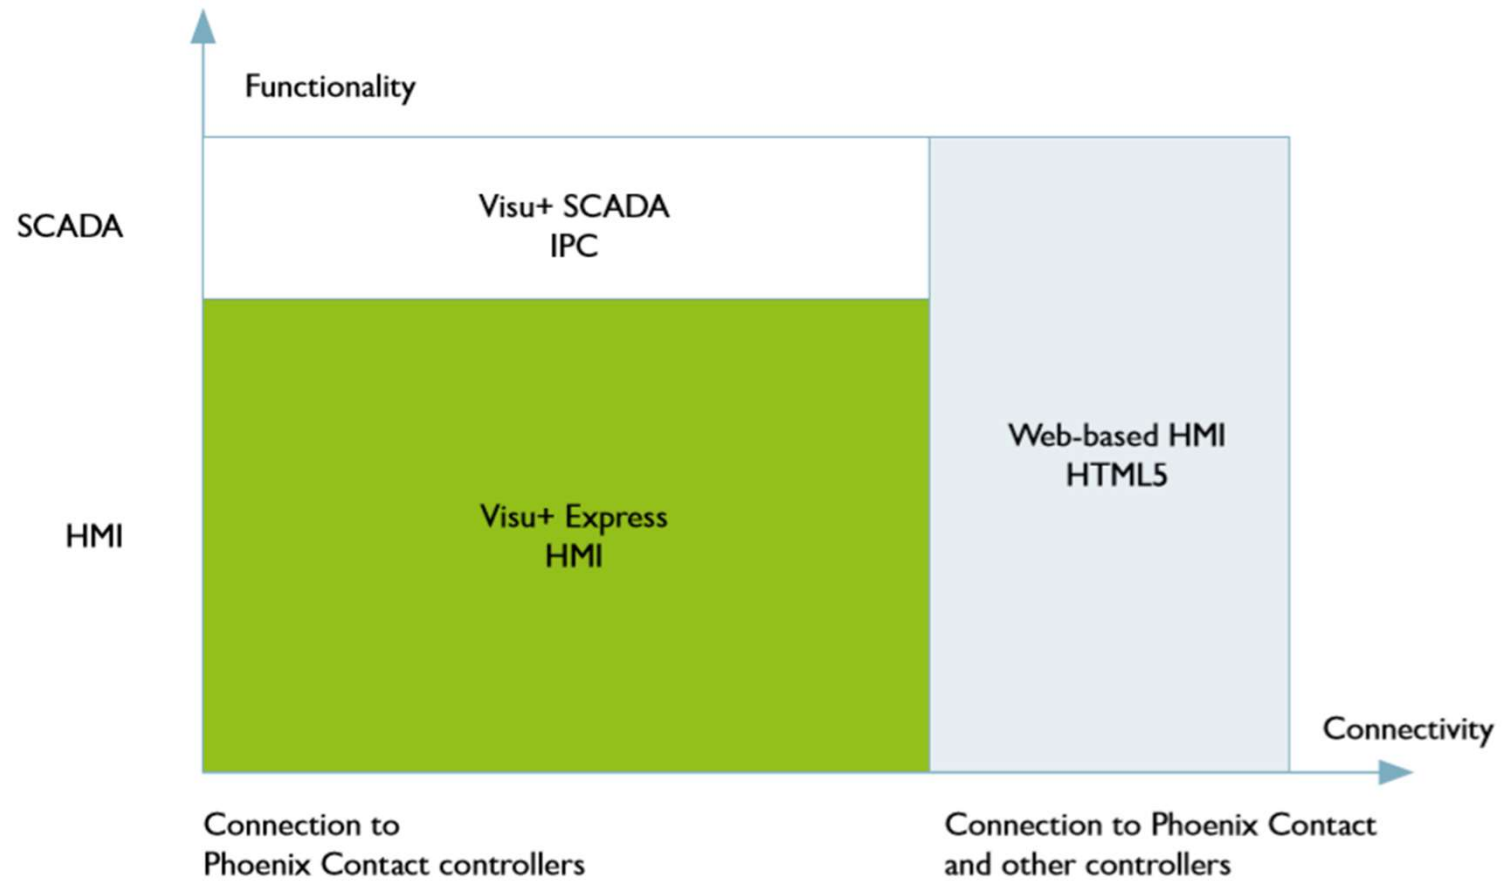 Functionality
SCADA
Visu+ SCADA
IPC
Web-based HMI
HTML5
HMI
Visu+ Express
HMI
Connectivity
Connection to
Phoenix Contact controllers
Connection to Phoenix Contact
and other controllers